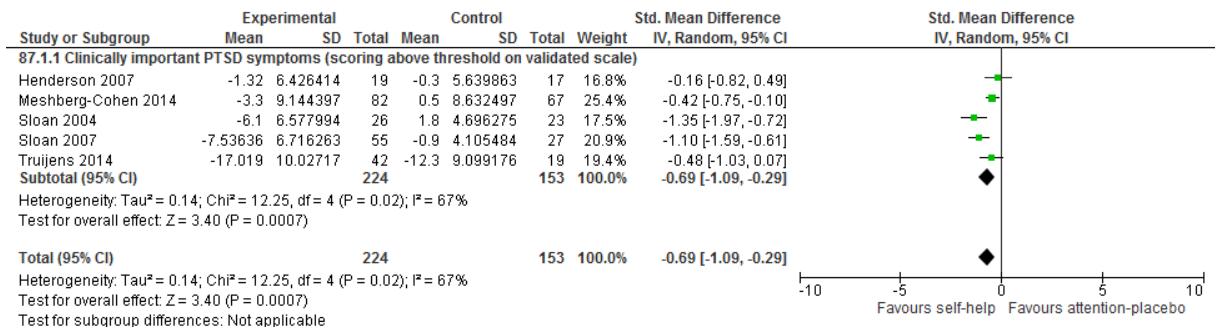 Experimental Control Std. Mean Difference Std. Mean Difference
Study or Subgroup Mean SD Total Mean SD Total Weight IV, Random, 95% CI IV, Random, 95% CI
87.1.1 Clinically important PTSD symptoms (scoring above threshold on validated scale)
Henderson 2007 -1.32 6.426414 19 -0.3 5.639863 17 16.8% -0.16 [-0.82, 0.49]
Meshberg-Cohen 2014 -3.3 9.144397 82 0.5 8.632497 67 25.4% -0.42 [-0.75, -0.10]
Sloan 2004 -6.1 6.577994 26 1.8 4.696275 23 17.5% -1.35 [-1.97, -0.72]
Sloan 2007 -7.53636 6.716263 55 -0.9 4.105484 27 20.9% -1.10 [-1.59, -0.61]
Truijens 2014 -17.019 10.02717 42 -12.3 9.099176 19 19.4% -0.48 [-1.03, 0.07]
Subtotal (95% CI) 224 153 100.0% -0.69 [-1.09, -0.29]
Heterogeneity: Tau² = 0.14; Chi² = 12.25, df = 4 (P = 0.02); I² = 67%
Test for overall effect: Z = 3.40 (P = 0.0007)
Total (95% CI) 224 153 100.0% -0.69 [-1.09, -0.29]
Heterogeneity: Tau² = 0.14; Chi² = 12.25, df = 4 (P = 0.02); I² = 67%
Test for overall effect: Z = 3.40 (P = 0.0007)
Test for subgroup differences: Not applicable
-10 -5 0 5 10
Favours self-help Favours attention-placebo